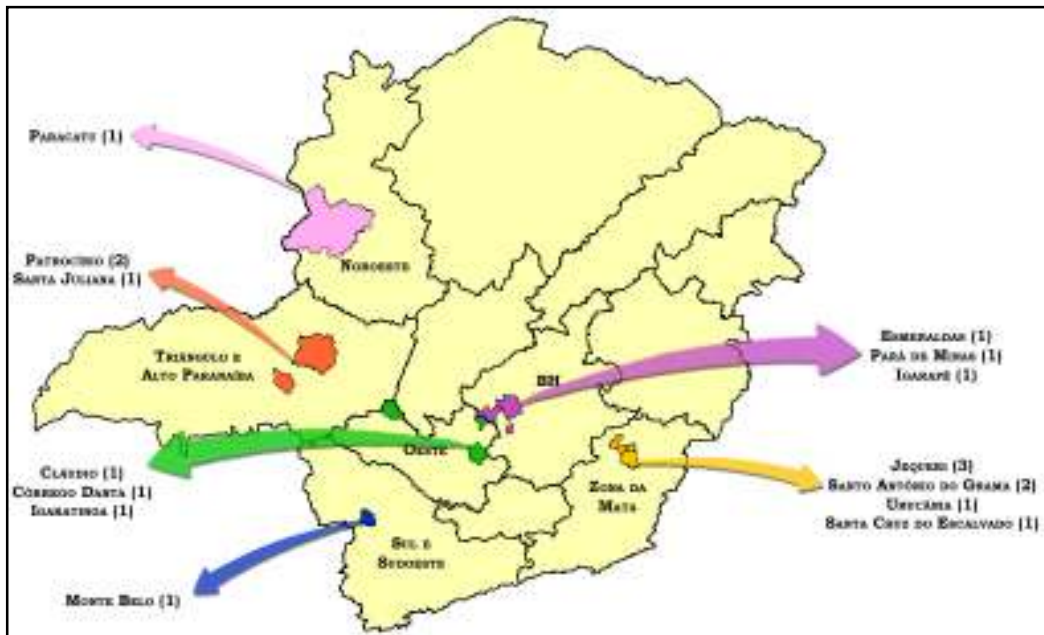 Paracatu (1)
Noroeste
Patrocínio (2)
Santa Juliana (1)
Triângulo e
Alto Paranaíba
Esmeraldas (1)
Pará de Minas (1)
Igarapé (1)
BH
Oeste
Cláudio (1)
Córrego Danta (1)
Igaratinga (1)
Zona da
Mata
Jequeri (3)
Santo Antônio do Grama (2)
Urucânia (1)
Santa Cruz do Escalvado (1)
Sul e
Sudoeste
Monte Belo (1)